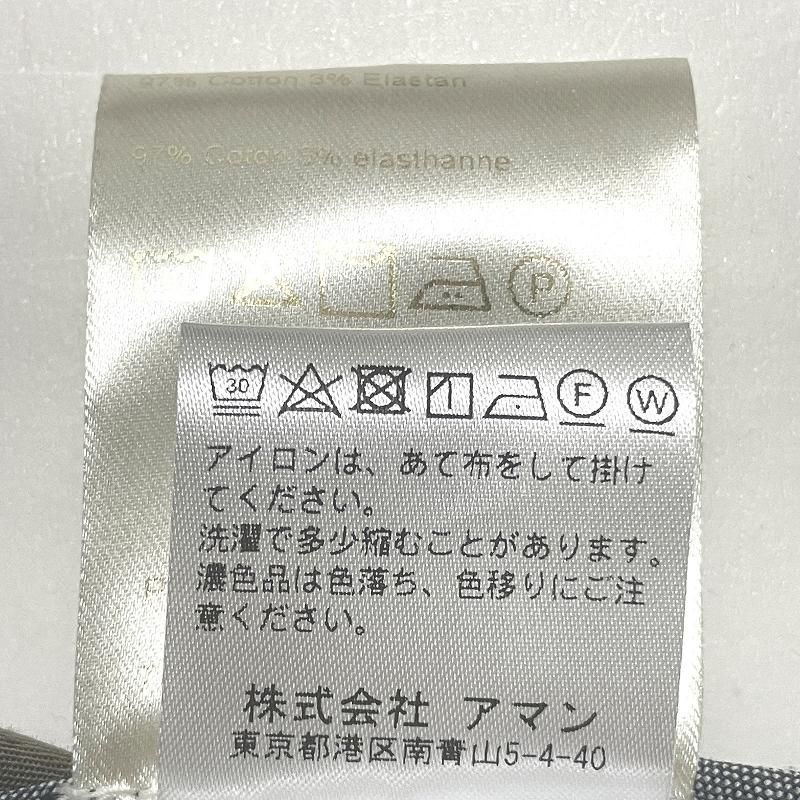 97% Cotton 3% Elastan
97% Coton 3% élasthanne
P
30 F W
アイロンは、あて布をして掛け
てください。
洗濯で多少縮むことがあります。
濃色品は色落ち、色移りにご注
意ください。
株式会社 アマン
東京都港区南青山5-4-40